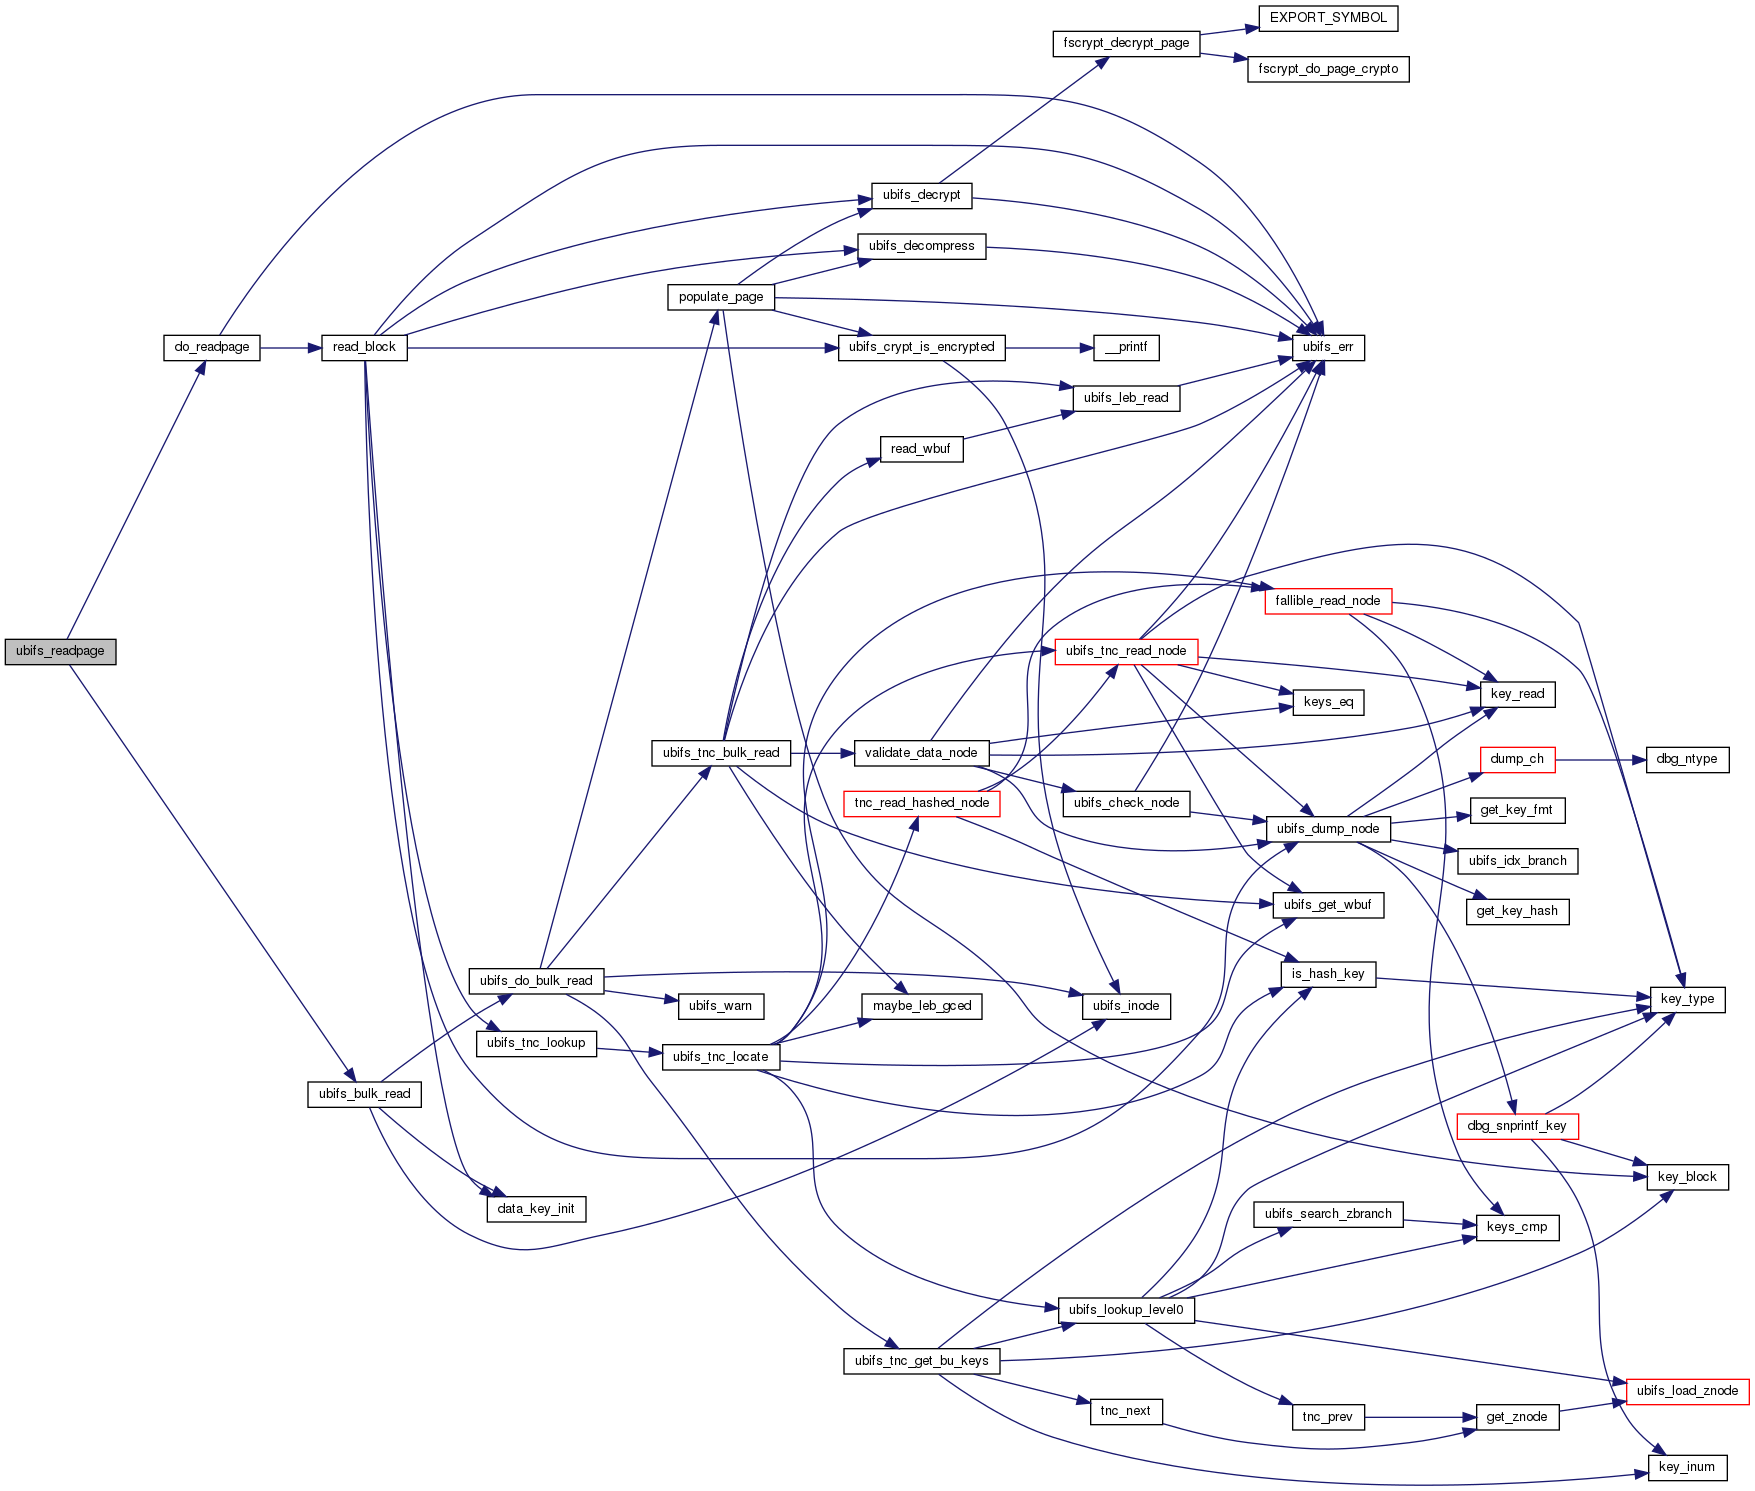 EXPORT_SYMBOL
fscrypt_decrypt_page
fscrypt_do_page_crypto
ubifs_decrypt
ubifs_decompress
populate_page
do_readpage
read_block
ubifs_crypt_is_encrypted
__printf
ubifs_err
ubifs_leb_read
read_wbuf
fallible_read_node
ubifs_readpage
ubifs_tnc_read_node
keys_eq
key_read
ubifs_tnc_bulk_read
validate_data_node
dump_ch
dbg_ntype
tnc_read_hashed_node
ubifs_check_node
get_key_fmt
ubifs_dump_node
ubifs_idx_branch
ubifs_get_wbuf
get_key_hash
ubifs_do_bulk_read
is_hash_key
ubifs_warn
maybe_leb_gced
ubifs_inode
key_type
ubifs_tnc_lookup
ubifs_tnc_locate
ubifs_bulk_read
dbg_snprintf_key
key_block
data_key_init
ubifs_search_zbranch
keys_cmp
ubifs_lookup_level0
ubifs_tnc_get_bu_keys
ubifs_load_znode
tnc_next
tnc_prev
get_znode
key_inum